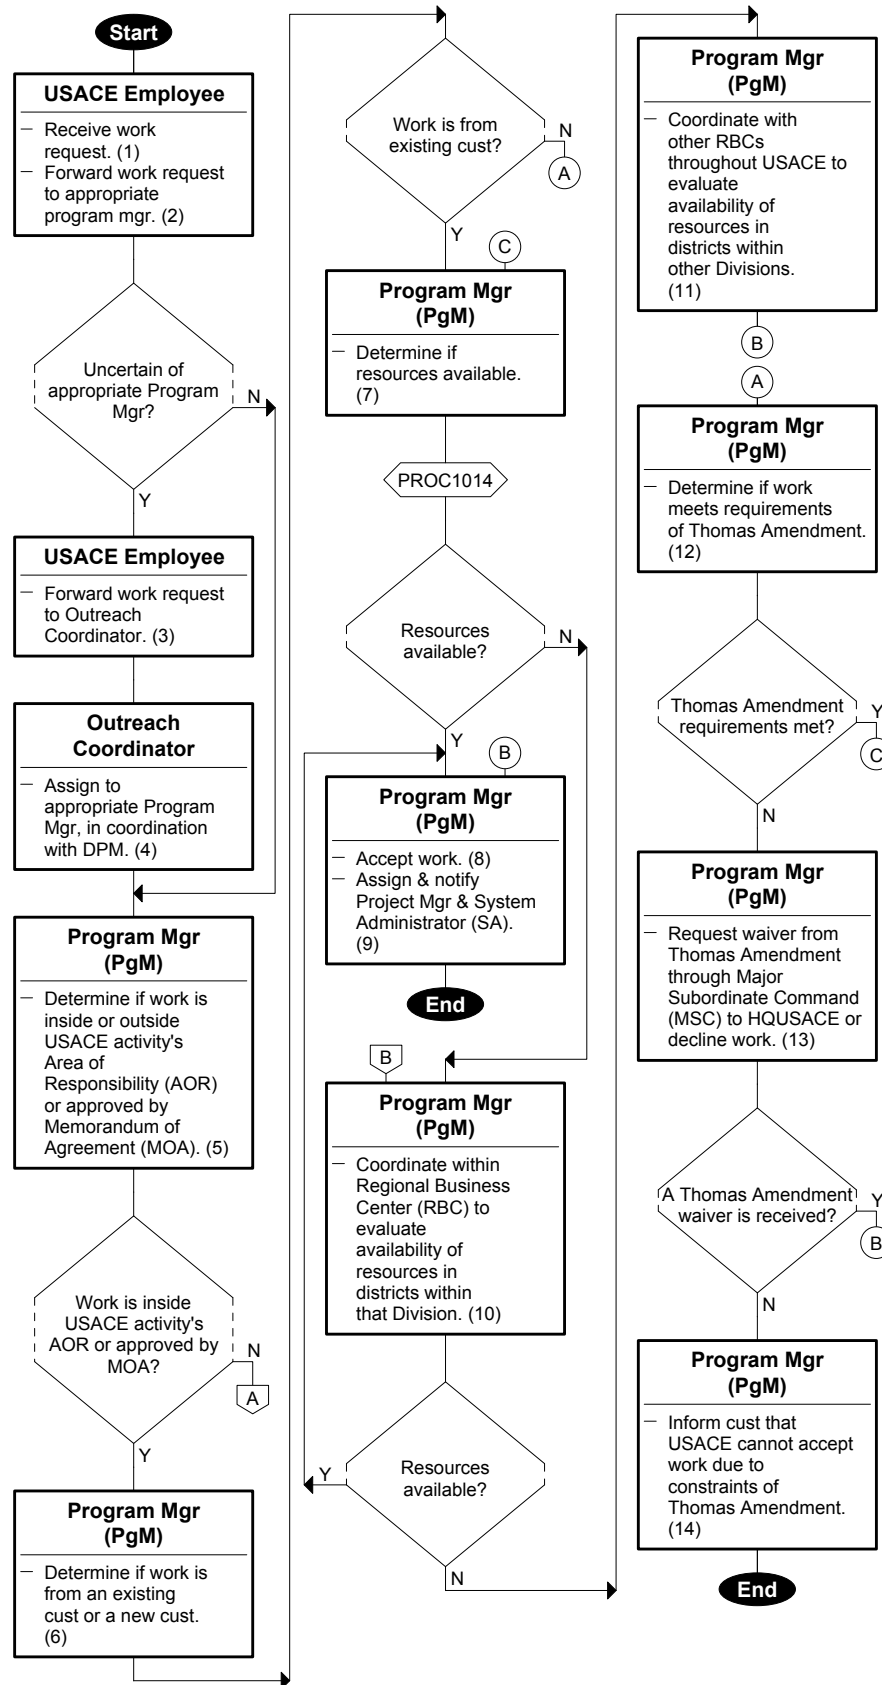 Start
USACE Employee
— Receive work
request. (1)
— Forward work request
to appropriate
program mgr. (2)
Uncertain of
appropriate Program
Mgr?
N
Y
USACE Employee
— Forward work request
to Outreach
Coordinator. (3)
Outreach
Coordinator
— Assign to
appropriate Program
Mgr, in coordination
with DPM. (4)
Program Mgr
(PgM)
— Determine if work is
inside or outside
USACE activity's
Area of
Responsibility (AOR)
or approved by
Memorandum of
Agreement (MOA). (5)
Work is inside
USACE activity's
AOR or approved by
MOA?
N
A
Y
Program Mgr
(PgM)
— Determine if work is
from an existing
cust or a new cust.
(6)
Work is from
existing cust?
N
A
Y
C
Program Mgr
(PgM)
— Determine if
resources available.
(7)
PROC1014
Resources
available?
N
Y
B
Program Mgr
(PgM)
— Accept work. (8)
— Assign & notify
Project Mgr & System
Administrator (SA).
(9)
End
B
Program Mgr
(PgM)
— Coordinate within
Regional Business
Center (RBC) to
evaluate
availability of
resources in
districts within
that Division. (10)
Resources
available?
Y
N
Program Mgr
(PgM)
— Coordinate with
other RBCs
throughout USACE to
evaluate
availability of
resources in
districts within
other Divisions.
(11)
B
A
Program Mgr
(PgM)
— Determine if work
meets requirements
of Thomas Amendment.
(12)
Thomas Amendment
requirements met?
Y
C
N
Program Mgr
(PgM)
— Request waiver from
Thomas Amendment
through Major
Subordinate Command
(MSC) to HQUSACE or
decline work. (13)
A Thomas Amendment
waiver is received?
Y
B
N
Program Mgr
(PgM)
— Inform cust that
USACE cannot accept
work due to
constraints of
Thomas Amendment.
(14)
End